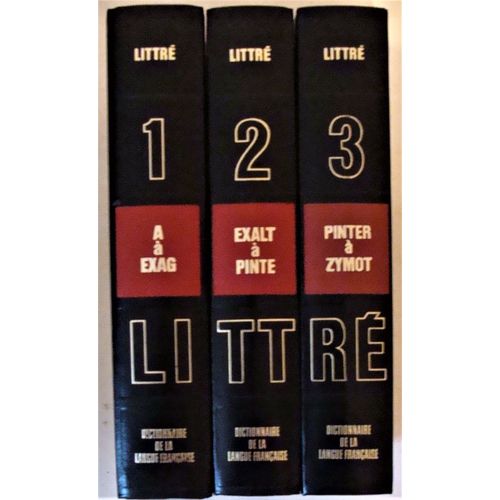 LITTRÉ
1
A
à
EXAG
LI
DICTIONNAIRE
DE LA
LANGUE FRANÇAISE
LITTRÉ
2
EXALT
à
PINTE
TT
DICTIONNAIRE
DE LA
LANGUE FRANÇAISE
LITTRÉ
3
PINTER
à
ZYMOT
RÉ
DICTIONNAIRE
DE LA
LANGUE FRANÇAISE